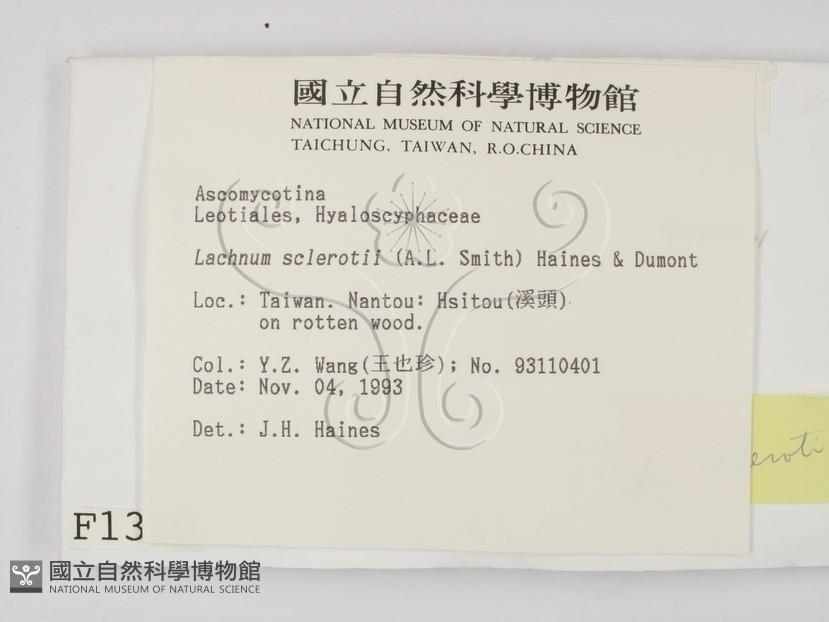 國立自然科學博物館
NATIONAL MUSEUM OF NATURAL SCIENCE
TAICHUNG, TAIWAN, R.O.CHINA
Ascomycotina
Leotiales, Hyaloscyphaceae
Lachnum sclerotii (A.L. Smith) Haines & Dumont
Loc.: Taiwan. Nantou: Hsitou(溪頭)
on rotten wood.
Col.: Y.Z. Wang(王也珍); No. 93110401
Date: Nov. 04, 1993
Det.: J.H. Haines
eroti
F13
國立自然科學博物館
NATIONAL MUSEUM OF NATURAL SCIENCE